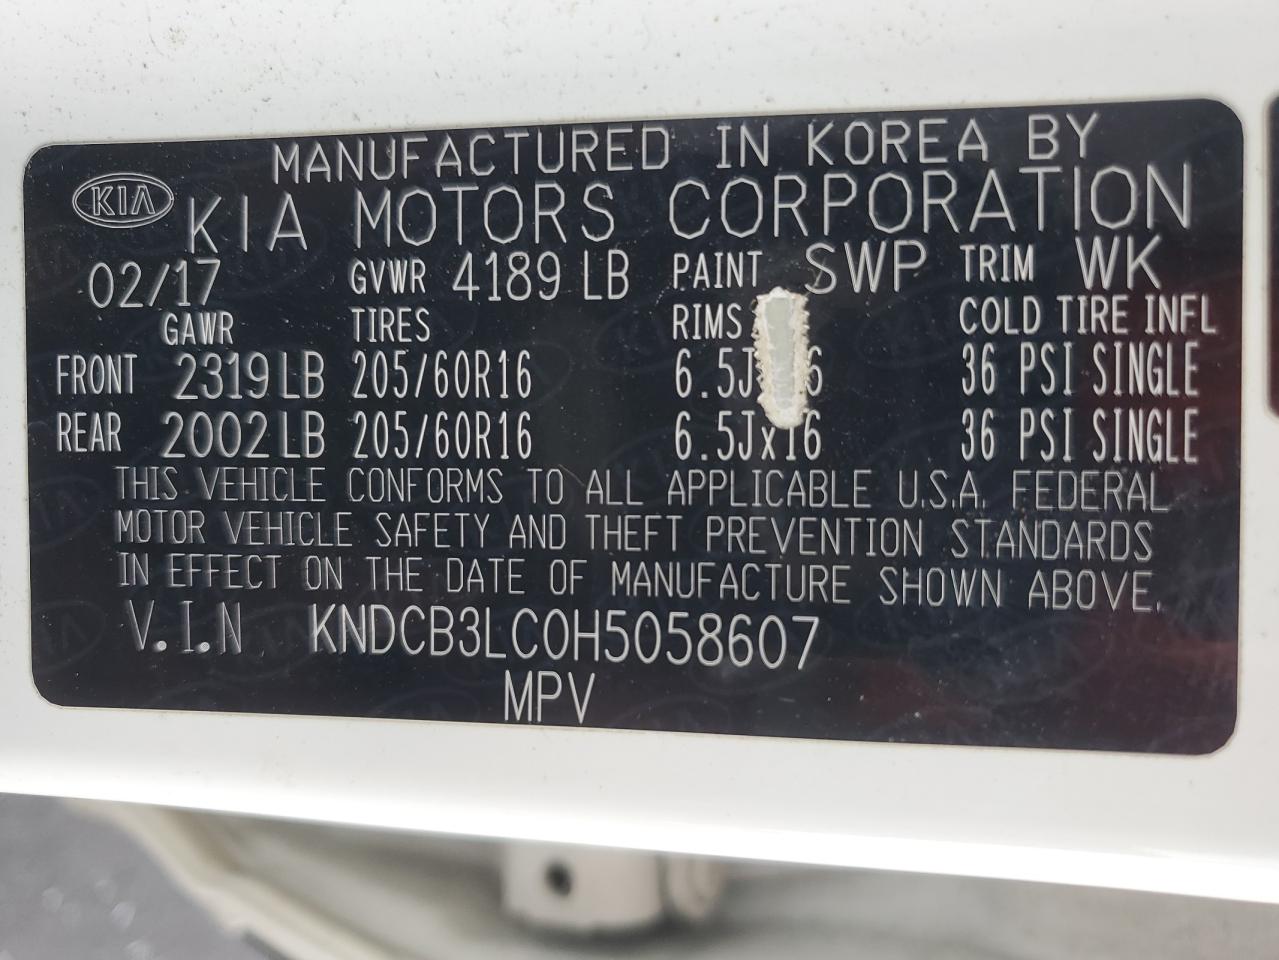 MANUFACTURED IN KOREA BY
KIA
KIA MOTORS CORPORATION
02/17 GVWR 4189 LB PAINT SWP TRIM WK
GAWR TIRES RIMS COLD TIRE INFL
FRONT 2319 LB 205/60R16 6.5J 6 36 PSI SINGLE
REAR 2002 LB 205/60R16 6.5Jx16 36 PSI SINGLE
THIS VEHICLE CONFORMS TO ALL APPLICABLE U.S.A. FEDERAL
MOTOR VEHICLE SAFETY AND THEFT PREVENTION STANDARDS
IN EFFECT ON THE DATE OF MANUFACTURE SHOWN ABOVE.
V.I.N KNDCB3LC0H5058607
MPV